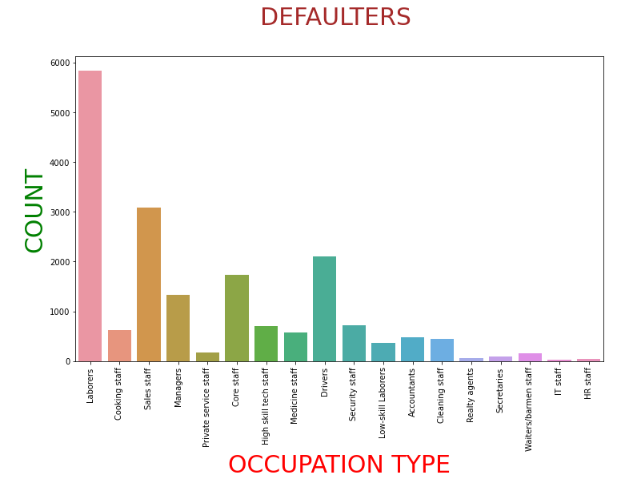 DEFAULTERS
6000
5000
4000
3000
2000
1000
0
COUNT
Laborers
Cooking staff
Sales staff
Managers
Private service staff
Core staff
High skill tech staff
Medicine staff
Drivers
Security staff
Low-skill Laborers
Accountants
Cleaning staff
Realty agents
Secretaries
Waiters/barmen staff
IT staff
HR staff
OCCUPATION TYPE